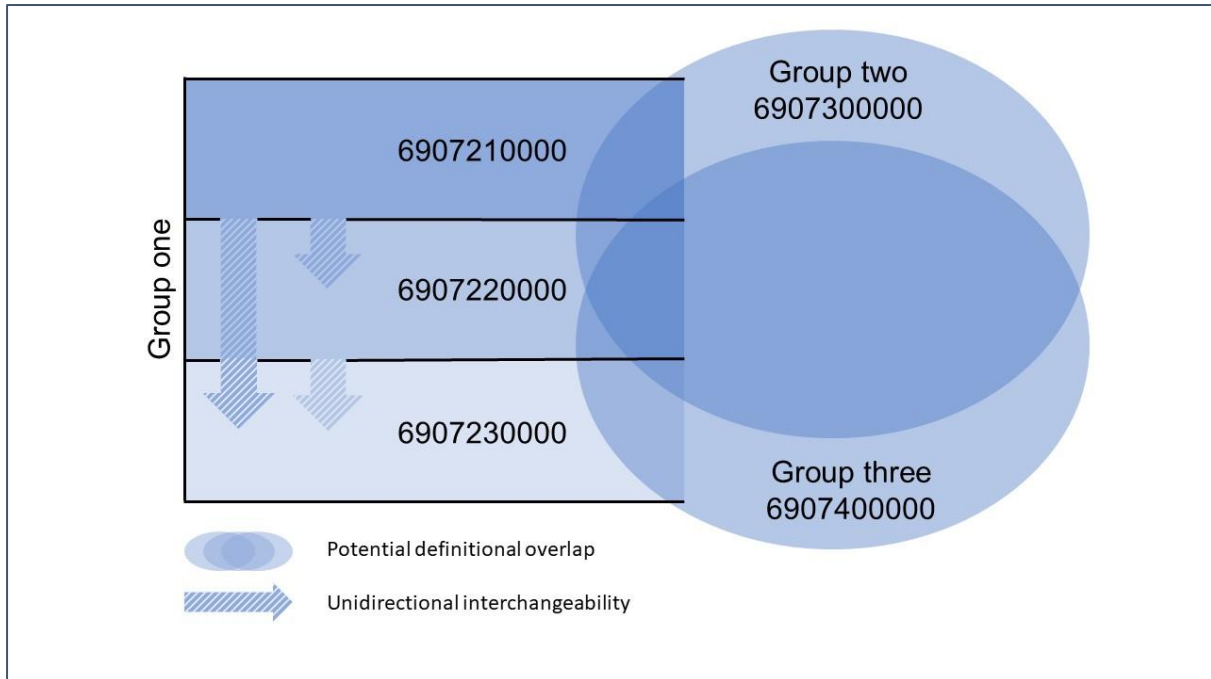 Group two
6907300000
6907210000
Group one
6907220000
6907230000
Group three
6907400000
Potential definitional overlap
Unidirectional interchangeability